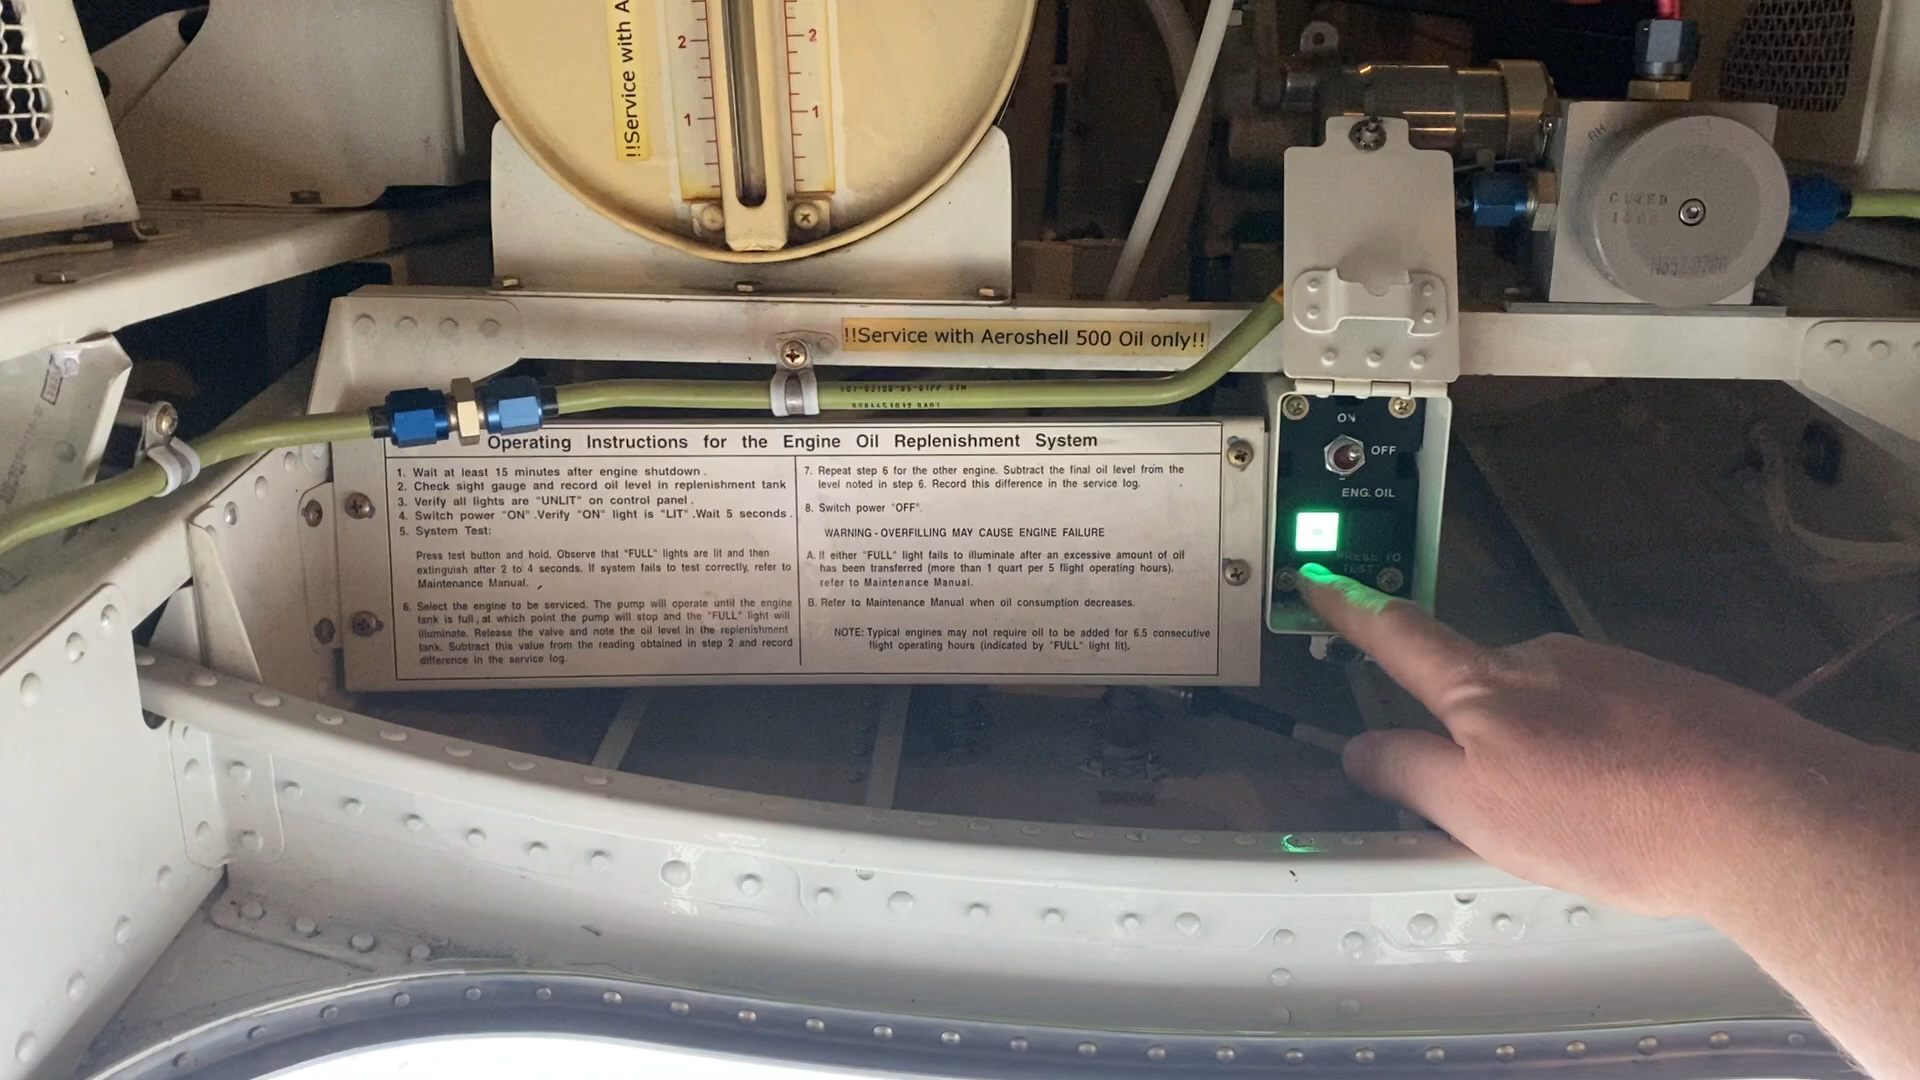 !!Service with A
2
2
1
1
!!Service with Aeroshell 500 Oil only!!
Operating Instructions for the Engine Oil Replenishment System
1. Wait at least 15 minutes after engine shutdown.
2. Check sight gauge and record oil level in replenishment tank
3. Verify all lights are "UNLIT" on control panel.
4. Switch power "ON".Verify "ON" light is "LIT".Wait 5 seconds.
5. System Test:
Press test button and hold. Observe that "FULL" lights are lit and then
extinguish after 2 to 4 seconds. If system fails to test correctly, refer to
Maintenance Manual.
6. Select the engine to be serviced. The pump will operate until the engine
tank is full, at which point the pump will stop and the "FULL" light will
illuminate. Release the valve and note the oil level in the replenishment
tank. Subtract this value from the reading obtained in step 2 and record
difference in the service log.
7. Repeat step 6 for the other engine. Subtract the final oil level from the
level noted in step 6. Record this difference in the service log.
8. Switch power "OFF".
WARNING - OVERFILLING MAY CAUSE ENGINE FAILURE
A. If either "FULL" light fails to illuminate after an excessive amount of oil
has been transferred (more than 1 quart per 5 flight operating hours).
refer to Maintenance Manual.
B. Refer to Maintenance Manual when oil consumption decreases.
NOTE: Typical engines may not require oil to be added for 6.5 consecutive
flight operating hours (indicated by "FULL" light lit).
ON
OFF
ENG. OIL
PRESS TO
TEST
RH
CURED